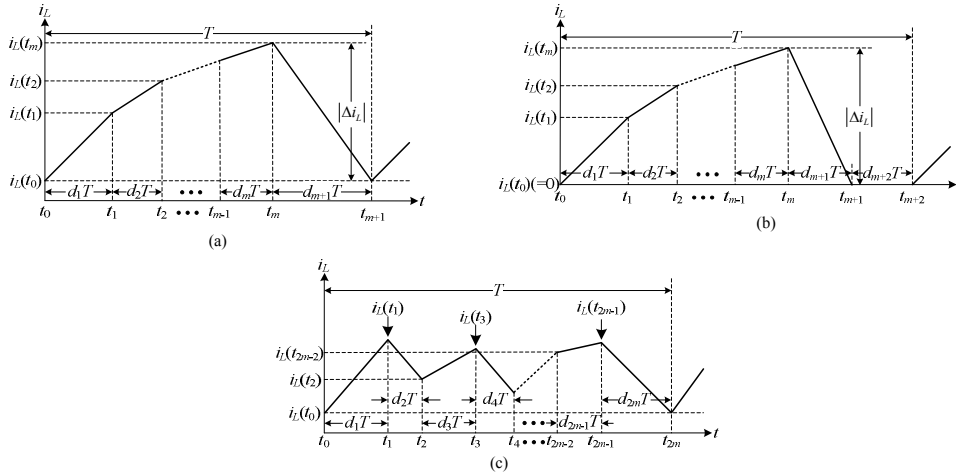 i_L
T
i_L(t_m)
i_L(t_2)
i_L(t_1)
|Δi_L|
i_L(t_0)
d_1T d_2T ••• d_mT d_{m+1}T
t_0 t_1 t_2 ••• t_{m-1} t_m t_{m+1} t
(a)
i_L
T
i_L(t_m)
i_L(t_2)
i_L(t_1)
|Δi_L|
d_1T d_2T ••• d_mT d_{m+1}T d_{m+2}T
i_L(t_0)(=0)
t_0 t_1 t_2 ••• t_{m-1} t_m t_{m+1} t_{m+2} t
(b)
i_L
T
i_L(t_1) i_L(t_3) i_L(t_{2m-1})
i_L(t_{2m-2})
i_L(t_2)
d_2T d_4T d_{2m}T
i_L(t_0)
d_1T d_3T ••• d_{2m-1}T
t_0 t_1 t_2 t_3 t_4 ••• t_{2m-2} t_{2m-1} t_{2m} t
(c)